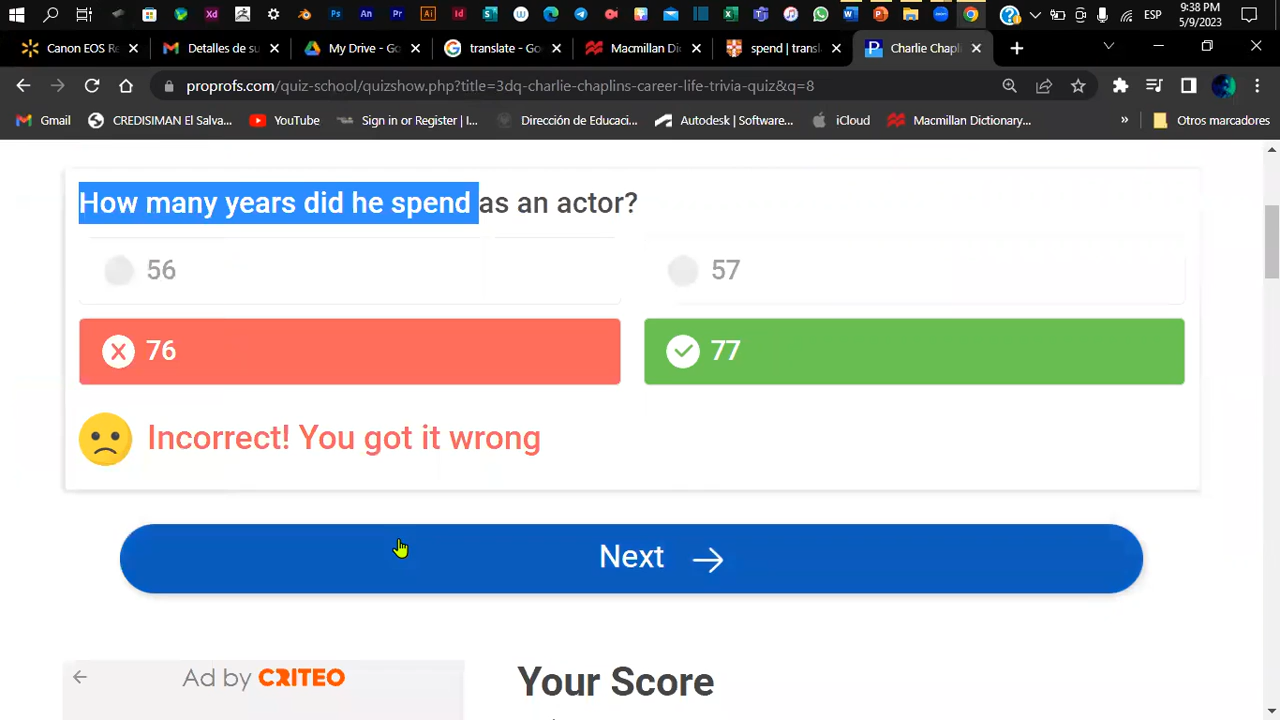 9:38 PM
ESP
5/9/2023
Canon EOS Re
Detalles de su
My Drive - Go
translate - Go
Macmillan Dic
spend | transl
Charlie Chapl
proprofs.com/quiz-school/quizshow.php?title=3dq-charlie-chaplins-career-life-trivia-quiz&q=8
Gmail
CREDISIMAN El Salva...
YouTube
Sign in or Register | I...
Dirección de Educaci...
Autodesk | Software...
iCloud
Macmillan Dictionary...
»
Otros marcadores
How many years did he spend as an actor?
56
57
76
77
Incorrect! You got it wrong
Next
Ad by CRITEO
Your Score